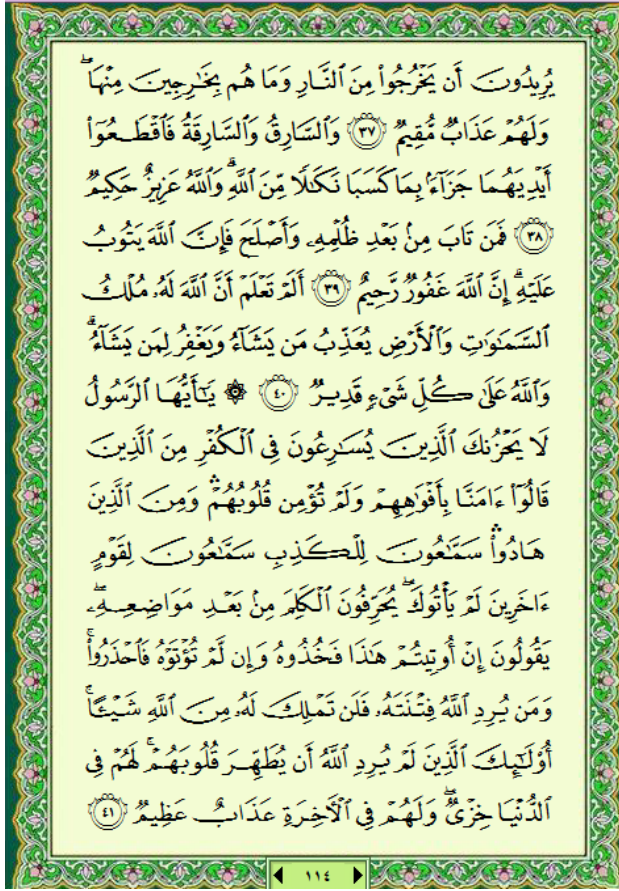 يُرِيدُونَ أَن يَخْرُجُوا۟ مِنَ ٱلنَّارِ وَمَا هُم بِخَـٰرِجِينَ مِنْهَا ۖ
وَلَهُمْ عَذَابٌ مُّقِيمٌ ٣٧ وَٱلسَّارِقُ وَٱلسَّارِقَةُ فَٱقْطَعُوٓا۟
أَيْدِيَهُمَا جَزَآءًۢ بِمَا كَسَبَا نَكَـٰلًا مِّنَ ٱللَّهِ ۗ وَٱللَّهُ عَزِيزٌ حَكِيمٌ
٣٨ فَمَن تَابَ مِنۢ بَعْدِ ظُلْمِهِۦ وَأَصْلَحَ فَإِنَّ ٱللَّهَ يَتُوبُ
عَلَيْهِ ۗ إِنَّ ٱللَّهَ غَفُورٌ رَّحِيمٌ ٣٩ أَلَمْ تَعْلَمْ أَنَّ ٱللَّهَ لَهُۥ مُلْكُ
ٱلسَّمَـٰوَٰتِ وَٱلْأَرْضِ يُعَذِّبُ مَن يَشَآءُ وَيَغْفِرُ لِمَن يَشَآءُ ۗ
وَٱللَّهُ عَلَىٰ كُلِّ شَىْءٍ قَدِيرٌ ٤٠ ۞ يَـٰٓأَيُّهَا ٱلرَّسُولُ
لَا يَحْزُنكَ ٱلَّذِينَ يُسَـٰرِعُونَ فِى ٱلْكُفْرِ مِنَ ٱلَّذِينَ
قَالُوٓا۟ ءَامَنَّا بِأَفْوَٰهِهِمْ وَلَمْ تُؤْمِن قُلُوبُهُمْ ۛ وَمِنَ ٱلَّذِينَ
هَادُوا۟ ۛ سَمَّـٰعُونَ لِلْكَذِبِ سَمَّـٰعُونَ لِقَوْمٍ
ءَاخَرِينَ لَمْ يَأْتُوكَ ۖ يُحَرِّفُونَ ٱلْكَلِمَ مِنۢ بَعْدِ مَوَاضِعِهِۦ ۖ
يَقُولُونَ إِنْ أُوتِيتُمْ هَـٰذَا فَخُذُوهُ وَإِن لَّمْ تُؤْتَوْهُ فَٱحْذَرُوا۟ ۚ
وَمَن يُرِدِ ٱللَّهُ فِتْنَتَهُۥ فَلَن تَمْلِكَ لَهُۥ مِنَ ٱللَّهِ شَيْـًٔا ۚ
أُو۟لَـٰٓئِكَ ٱلَّذِينَ لَمْ يُرِدِ ٱللَّهُ أَن يُطَهِّرَ قُلُوبَهُمْ ۚ لَهُمْ فِى
ٱلدُّنْيَا خِزْىٌ ۖ وَلَهُمْ فِى ٱلْـَٔاخِرَةِ عَذَابٌ عَظِيمٌ ٤١
١١٤